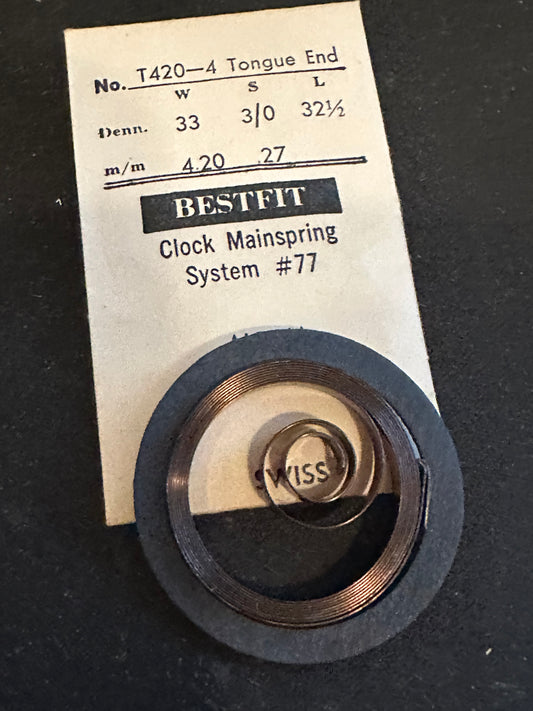 No. T420—4 Tongue End
W S L
Denn. 33 3/0 32½
m/m 4.20 .27
BESTFIT
Clock Mainspring
System #77
SWISS